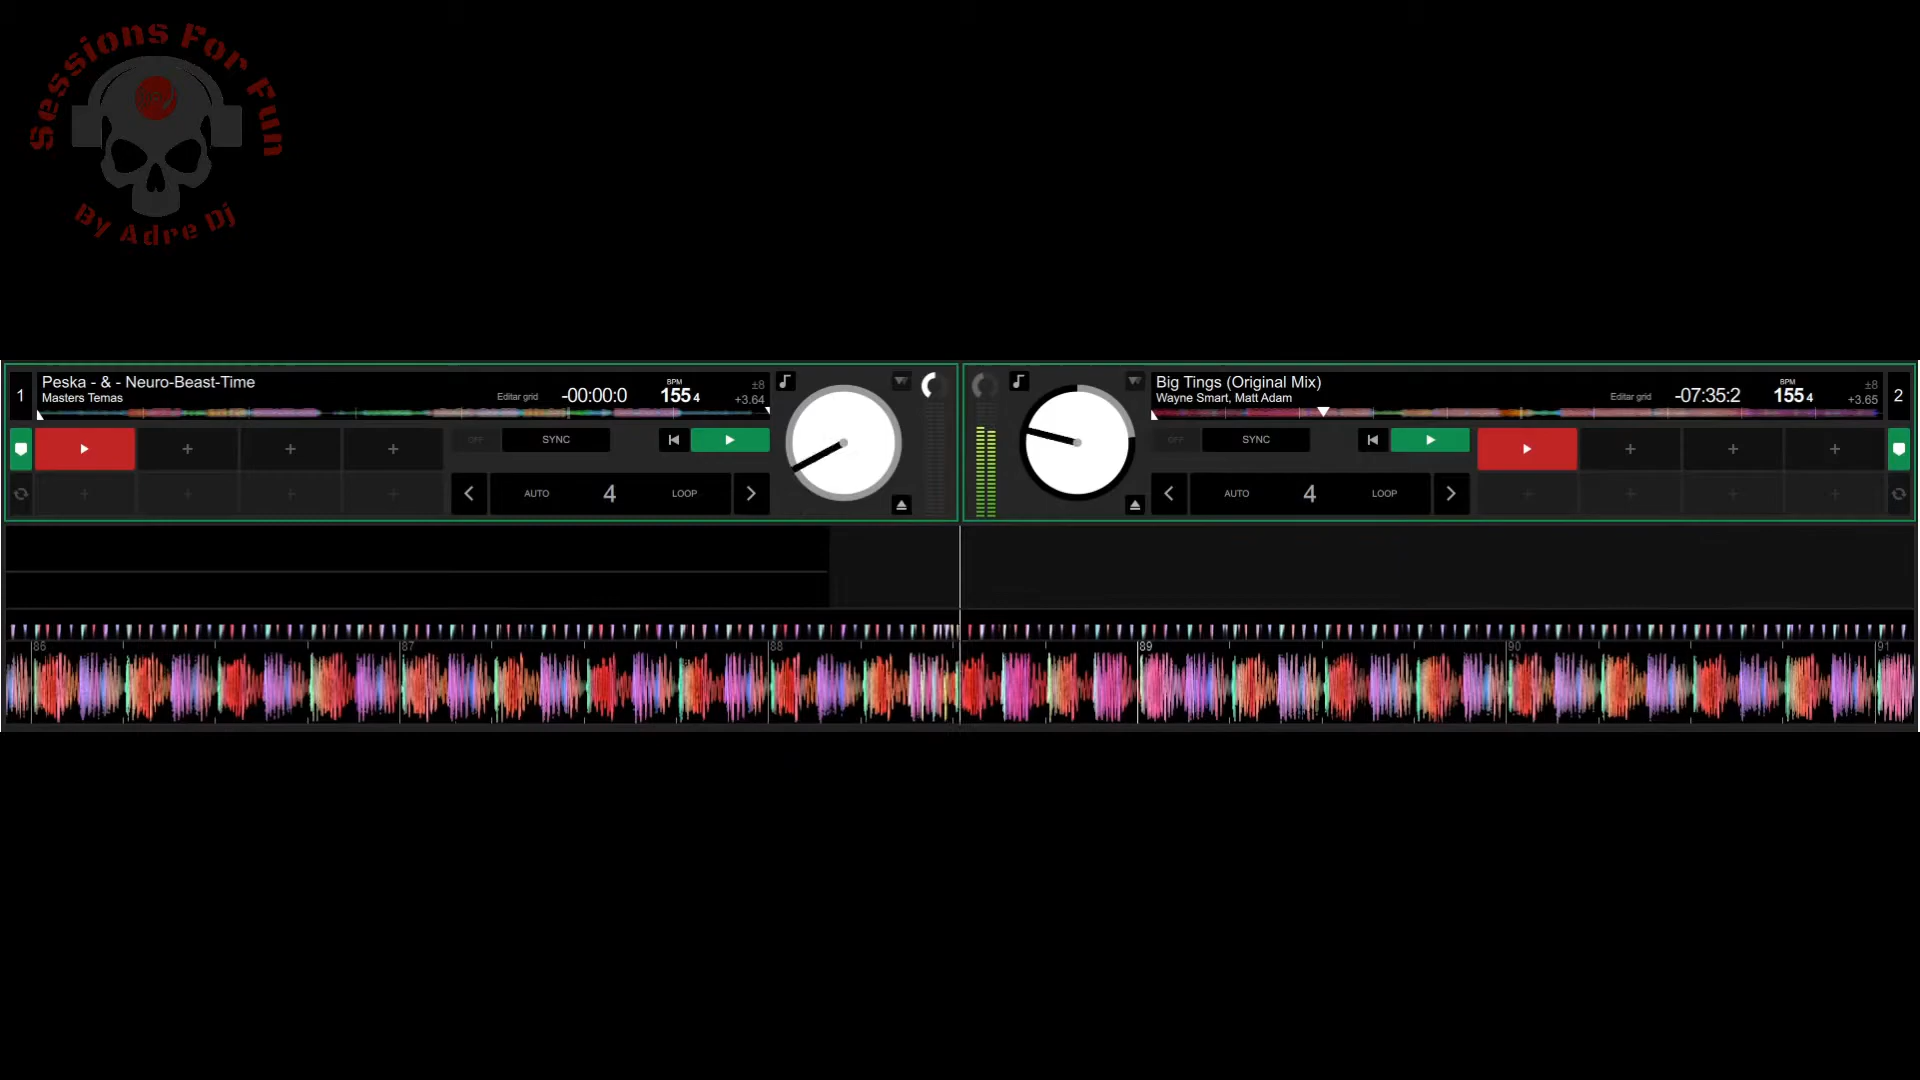 Sessions For Fun
By Adre Dj
1
Peska - & - Neuro-Beast-Time
Masters Temas
Editar grid
-00:00:0
BPM
155 4
±8
+3.64
OFF
SYNC
AUTO
4
LOOP
Big Tings (Original Mix)
Wayne Smart, Matt Adam
Editar grid
-07:35:2
BPM
155 4
±8
+3.65
2
OFF
SYNC
AUTO
4
LOOP
86
87
88
89
90
91